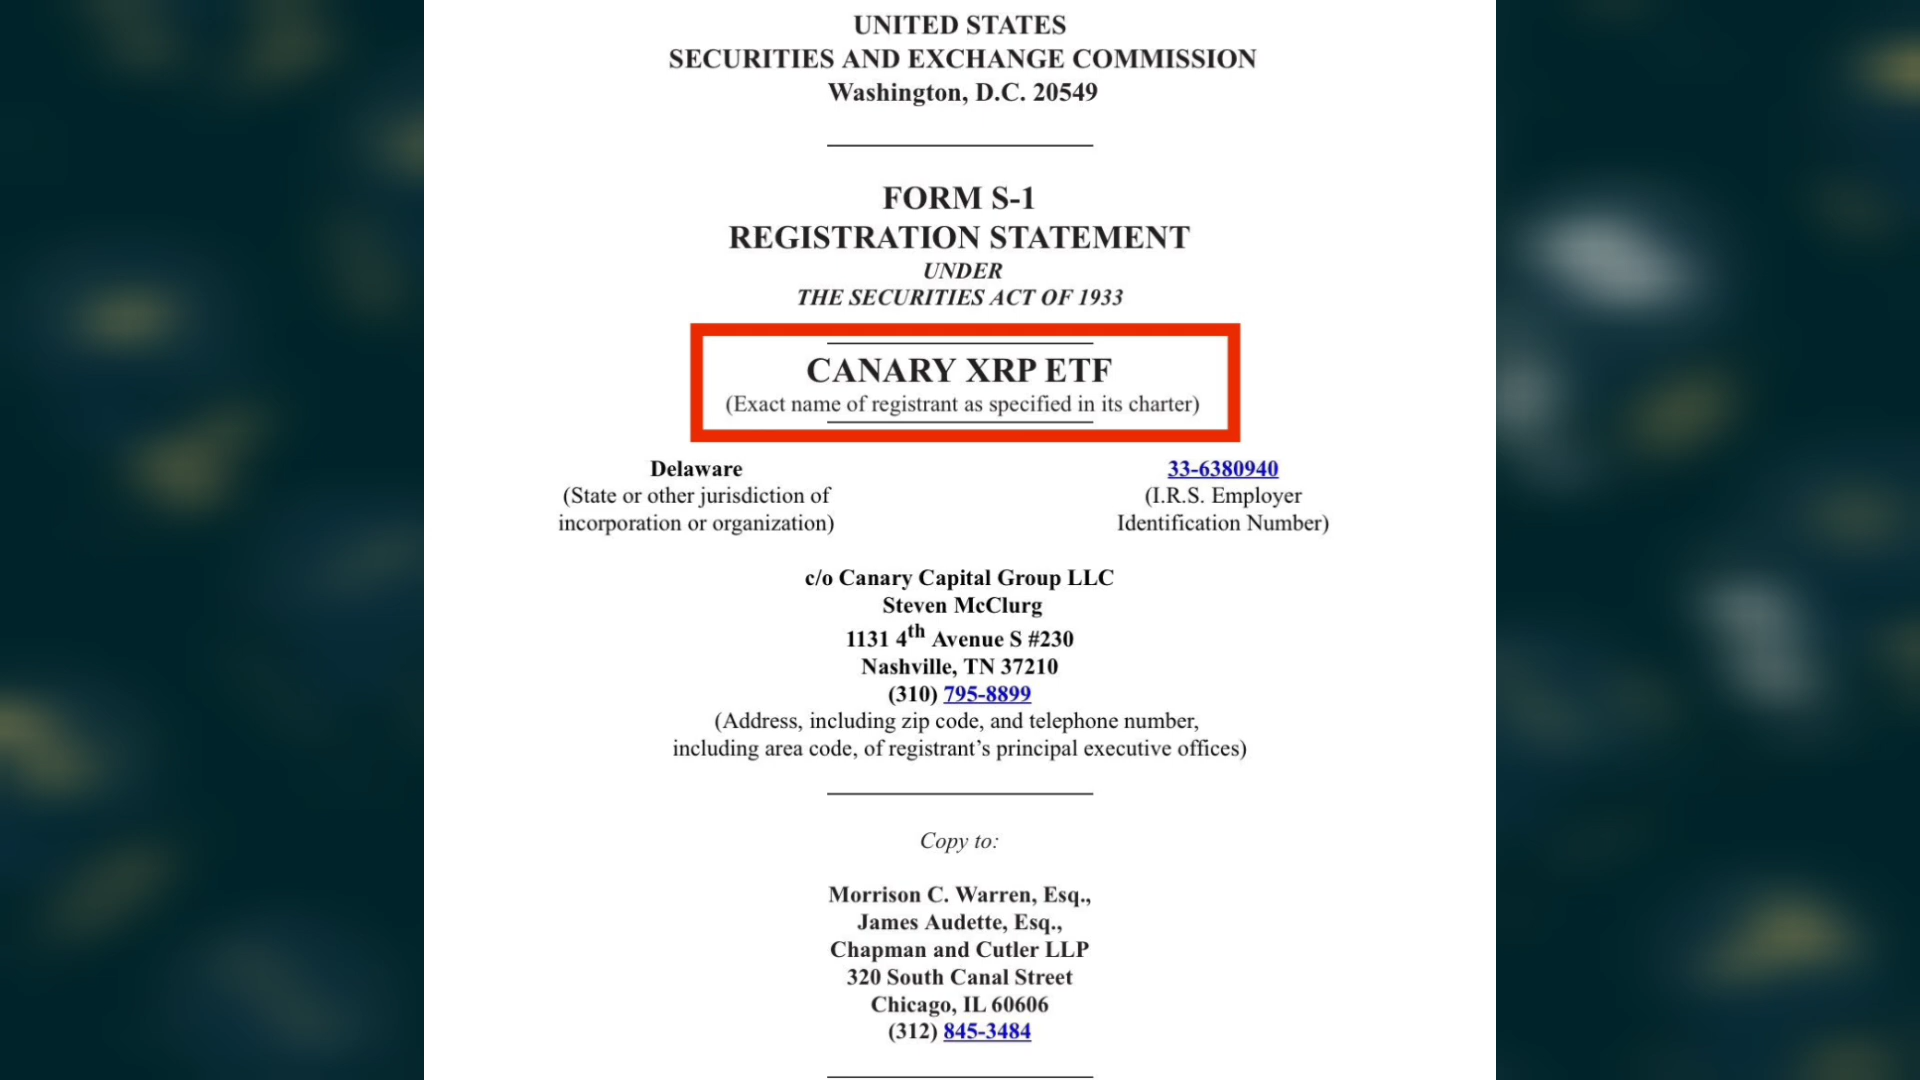 UNITED STATES
SECURITIES AND EXCHANGE COMMISSION
Washington, D.C. 20549
FORM S-1
REGISTRATION STATEMENT
UNDER
THE SECURITIES ACT OF 1933
CANARY XRP ETF
(Exact name of registrant as specified in its charter)
Delaware
(State or other jurisdiction of
incorporation or organization)
33-6380940
(I.R.S. Employer
Identification Number)
c/o Canary Capital Group LLC
Steven McClurg
1131 4th Avenue S #230
Nashville, TN 37210
(310) 795-8899
(Address, including zip code, and telephone number,
including area code, of registrant’s principal executive offices)
Copy to:
Morrison C. Warren, Esq.,
James Audette, Esq.,
Chapman and Cutler LLP
320 South Canal Street
Chicago, IL 60606
(312) 845-3484